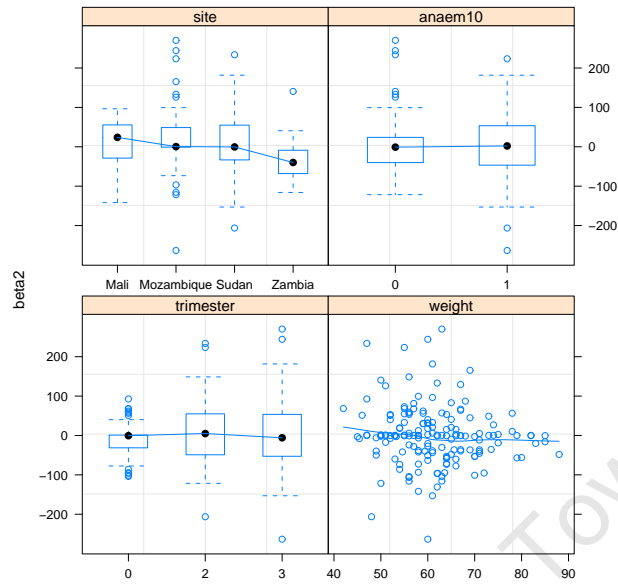 site anaem10
200
100
0
−100
−200
Mali Mozambique Sudan Zambia 0 1
beta2
trimester weight
200
100
0
−100
−200
0 2 3 40 50 60 70 80 90
Tow